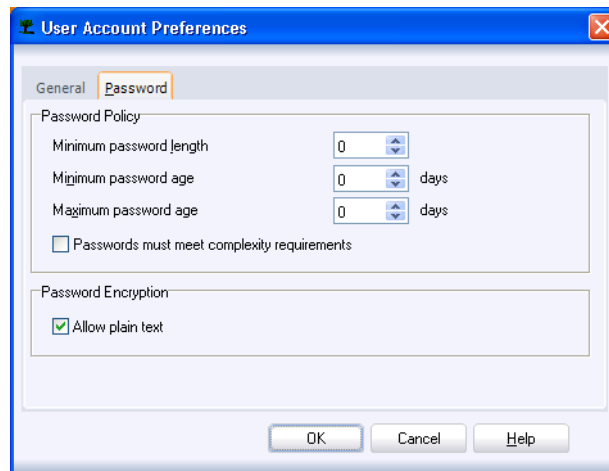 User Account Preferences
General Password
Password Policy
Minimum password length 0
Minimum password age 0 days
Maximum password age 0 days
Passwords must meet complexity requirements
Password Encryption
Allow plain text
OK Cancel Help